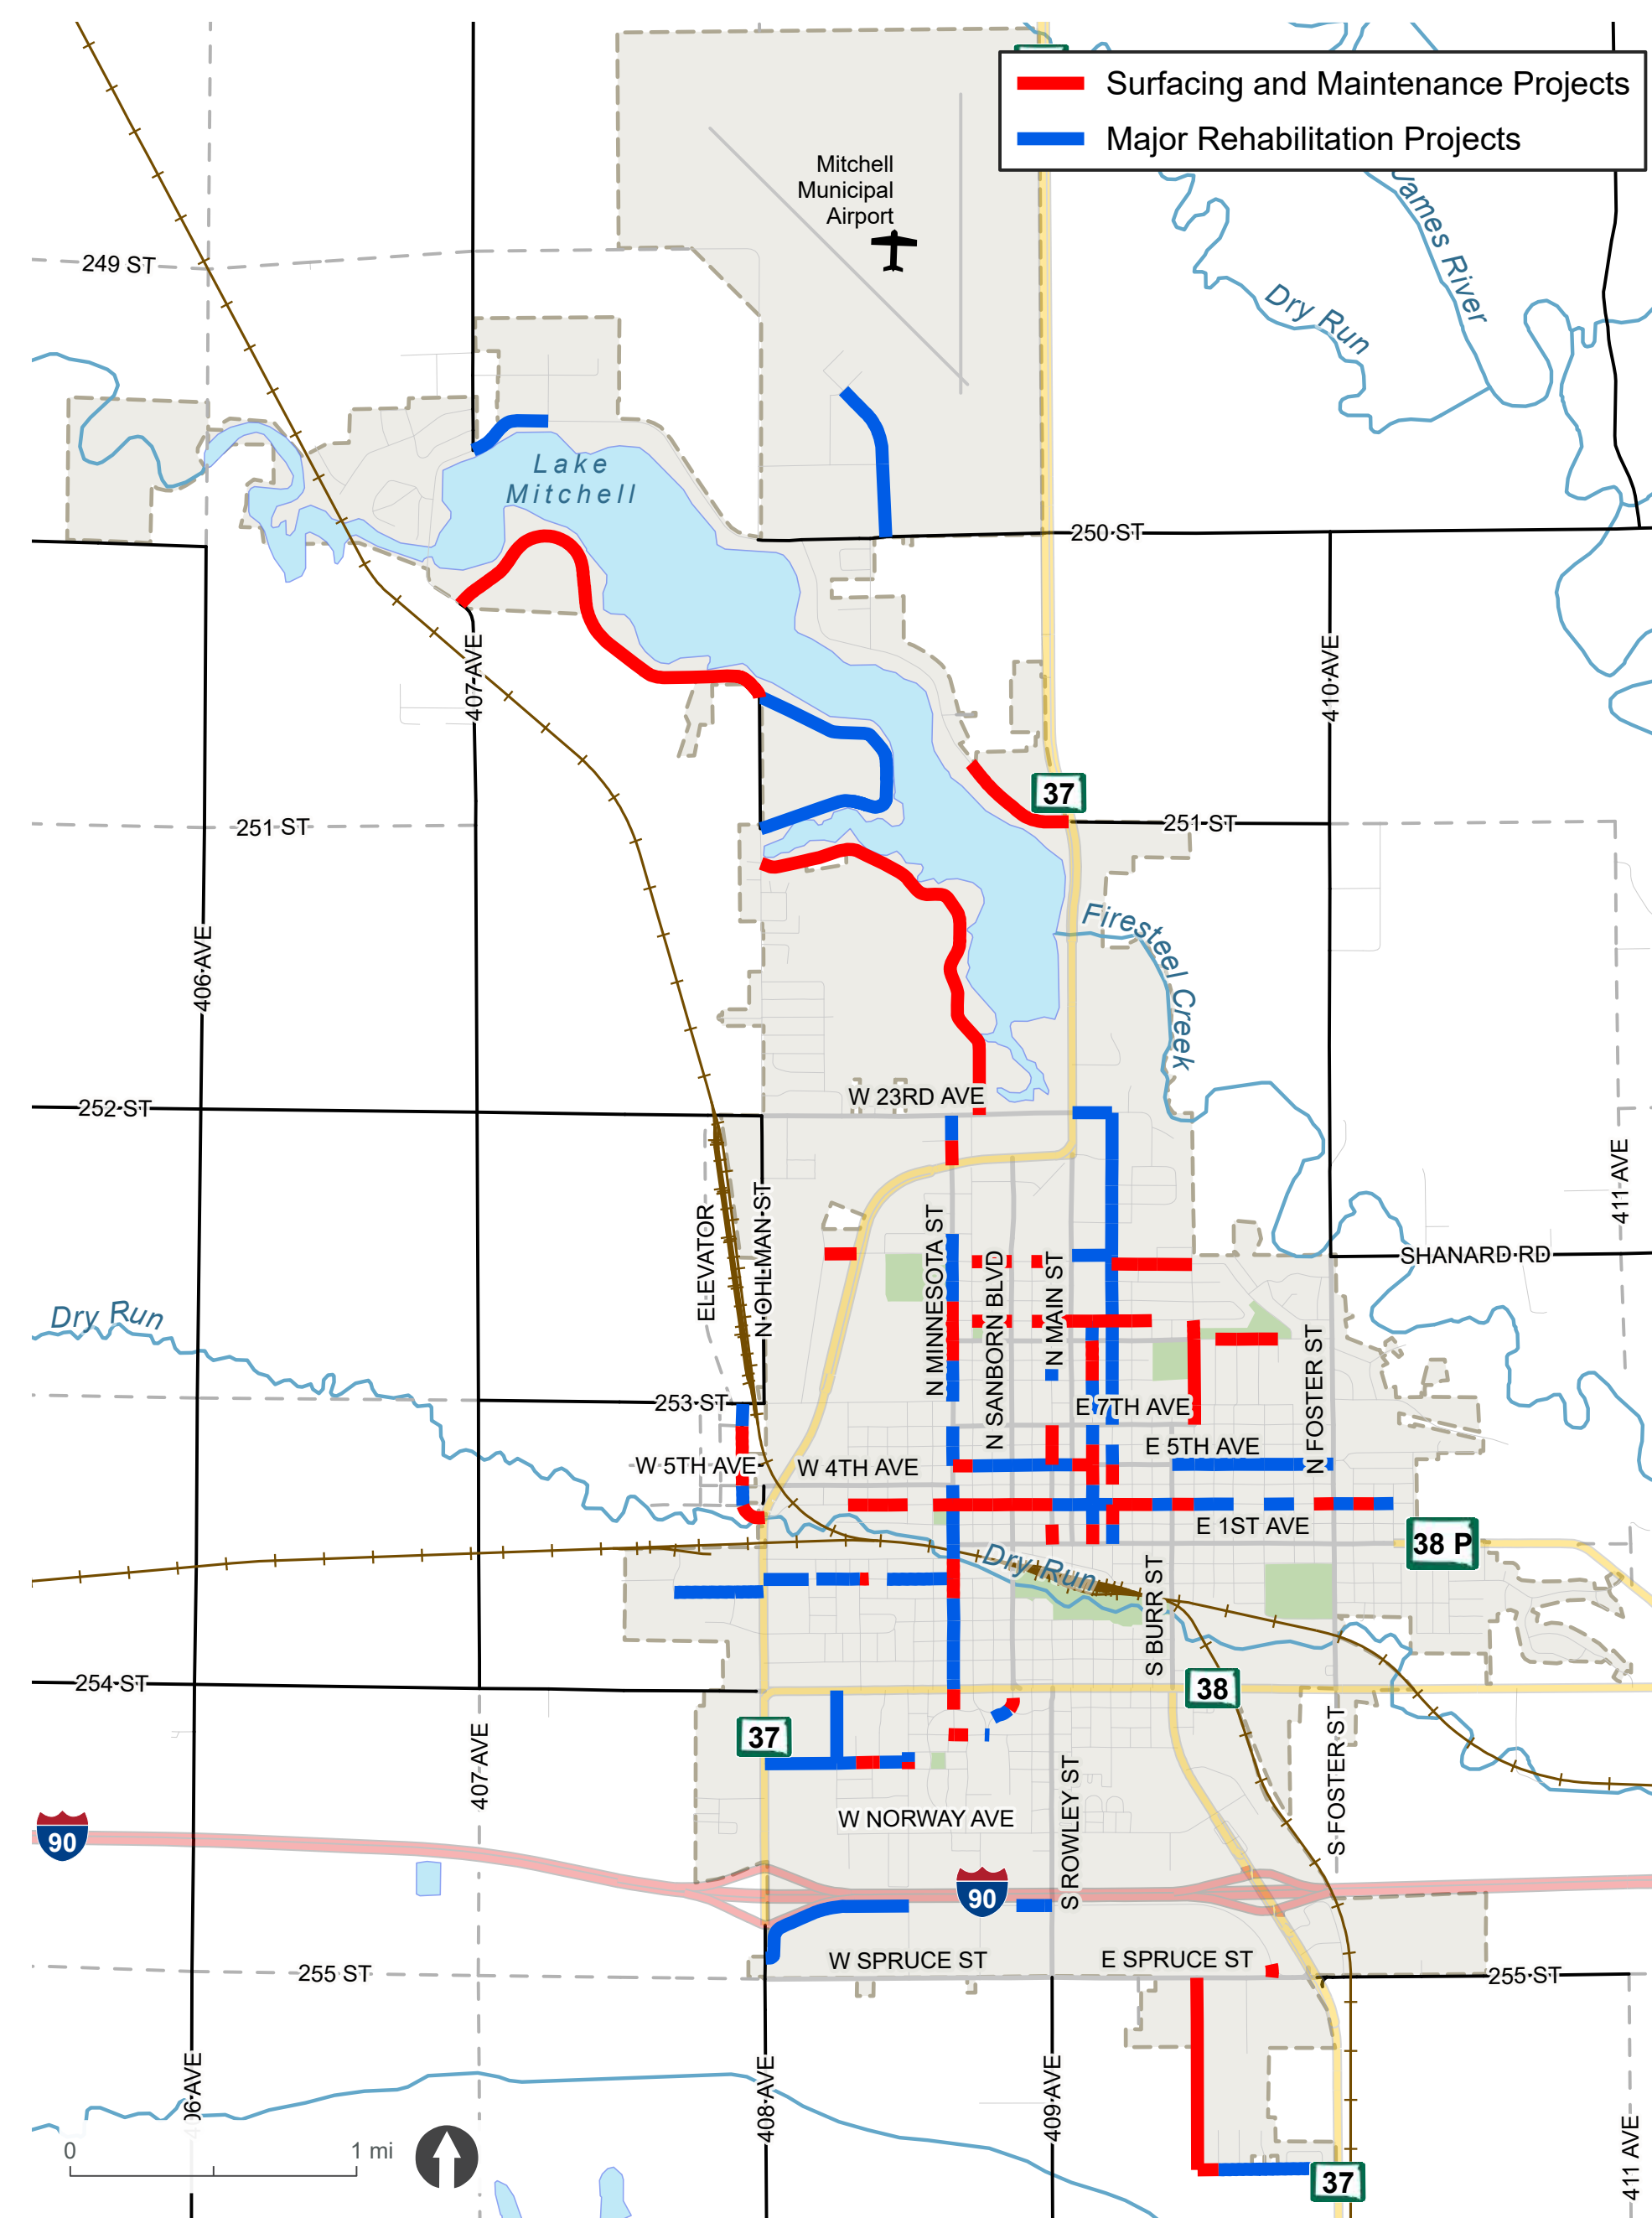 Surfacing and Maintenance Projects
Major Rehabilitation Projects
Mitchell
Municipal
Airport
James River
Dry Run
249 ST
Lake
Mitchell
250 ST
407 AVE
410 AVE
37
251 ST
251 ST
Firesteel Creek
406 AVE
W 23RD AVE
252 ST
411 AVE
ELEVATOR
N OHLMAN ST
N MINNESOTA ST
N SANBORN BLVD
N MAIN ST
SHANARD RD
Dry Run
N FOSTER ST
253 ST
E 7TH AVE
E 5TH AVE
W 5TH AVE
W 4TH AVE
E 1ST AVE
38 P
Dry Run
S BURR ST
254 ST
38
37
407 AVE
S FOSTER ST
S ROWLEY ST
W NORWAY AVE
90
90
W SPRUCE ST
E SPRUCE ST
255 ST
255 ST
408 AVE
409 AVE
411 AVE
0
1 mi
37